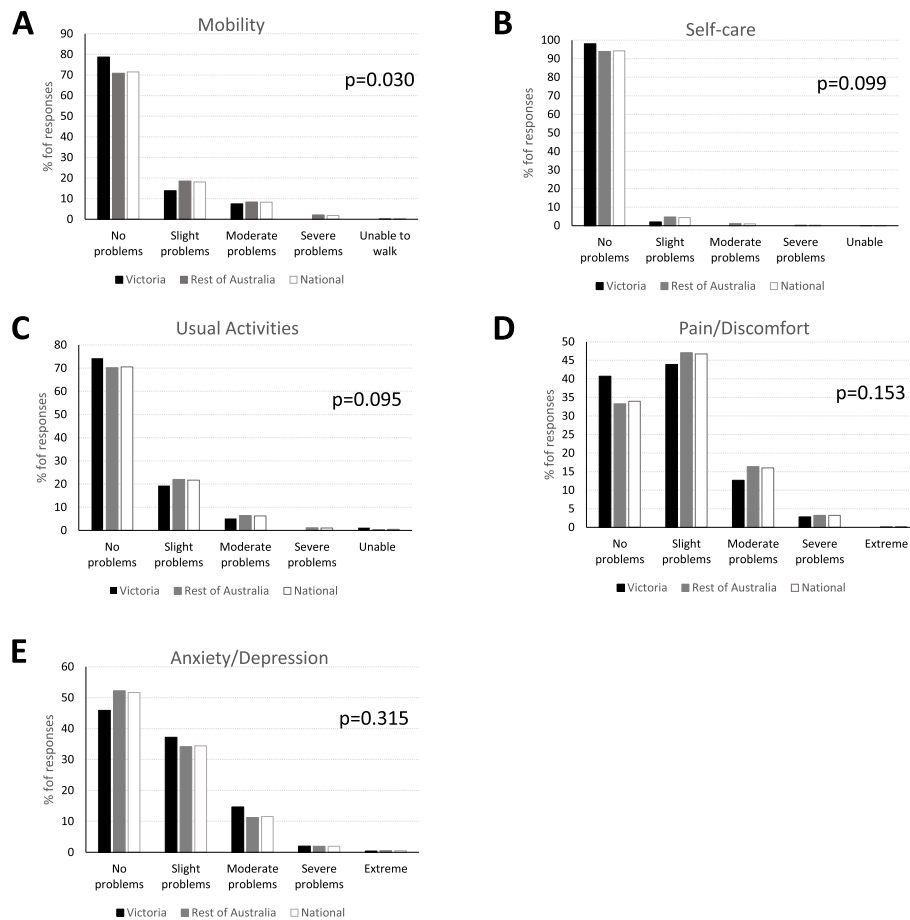 A
Mobility
90
80
70
60
50
40
30
20
10
0
% fof responses
p=0.030
No problems
Slight problems
Moderate problems
Severe problems
Unable to walk
Victoria Rest of Australia National
B
Self-care
100
90
80
70
60
50
40
30
20
10
0
% fof responses
p=0.099
No problems
Slight problems
Moderate problems
Severe problems
Unable
Victoria Rest of Australia National
C
Usual Activities
80
70
60
50
40
30
20
10
0
% fof responses
p=0.095
No problems
Slight problems
Moderate problems
Severe problems
Unable
Victoria Rest of Australia National
D
Pain/Discomfort
50
45
40
35
30
25
20
15
10
5
0
% fof responses
p=0.153
No problems
Slight problems
Moderate problems
Severe problems
Extreme
Victoria Rest of Australia National
E
Anxiety/Depression
60
50
40
30
20
10
0
% fof responses
p=0.315
No problems
Slight problems
Moderate problems
Severe problems
Extreme
Victoria Rest of Australia National